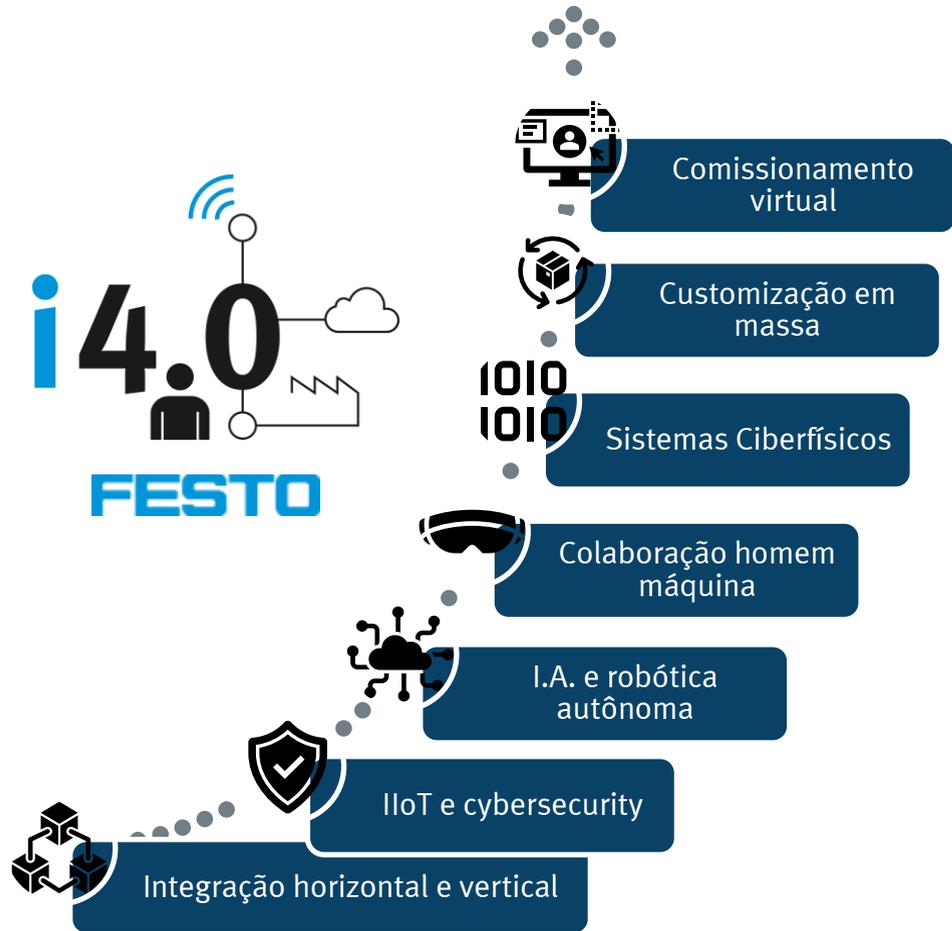 Comissionamento
virtual
Customização em
massa
i4.0
1010
1010
Sistemas Ciberfísicos
FESTO
Colaboração homem
máquina
I.A. e robótica
autônoma
IIoT e cybersecurity
Integração horizontal e vertical